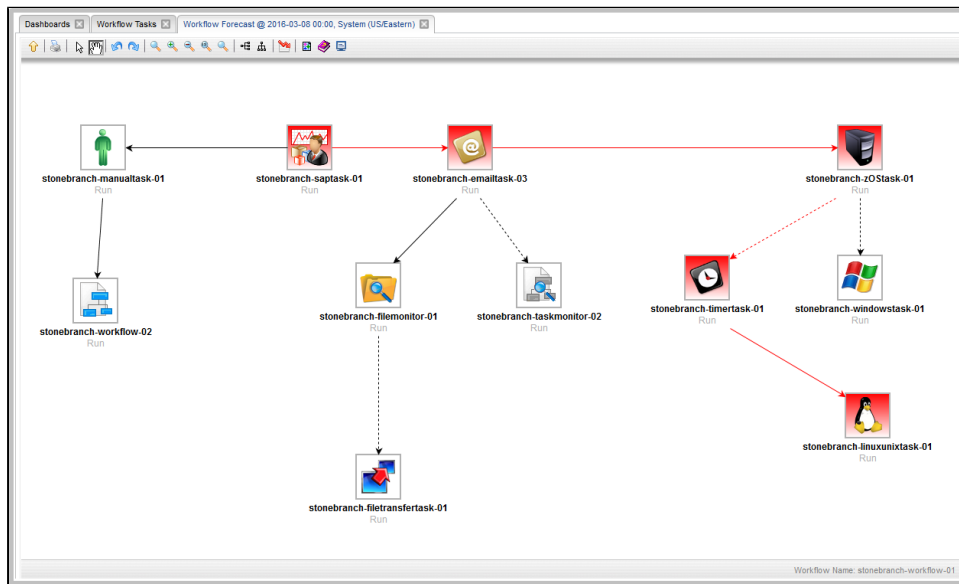 Dashboards
Workflow Tasks
Workflow Forecast @ 2016-03-08 00:00, System (US/Eastern)
stonebranch-manualtask-01
Run
stonebranch-saptask-01
Run
stonebranch-emailtask-03
Run
stonebranch-zOStask-01
Run
stonebranch-workflow-02
Run
stonebranch-filemonitor-01
Run
stonebranch-taskmonitor-02
Run
stonebranch-timertask-01
Run
stonebranch-windowstask-01
Run
stonebranch-linuxunixtask-01
Run
stonebranch-filetransfertask-01
Run
Workflow Name: stonebranch-workflow-01